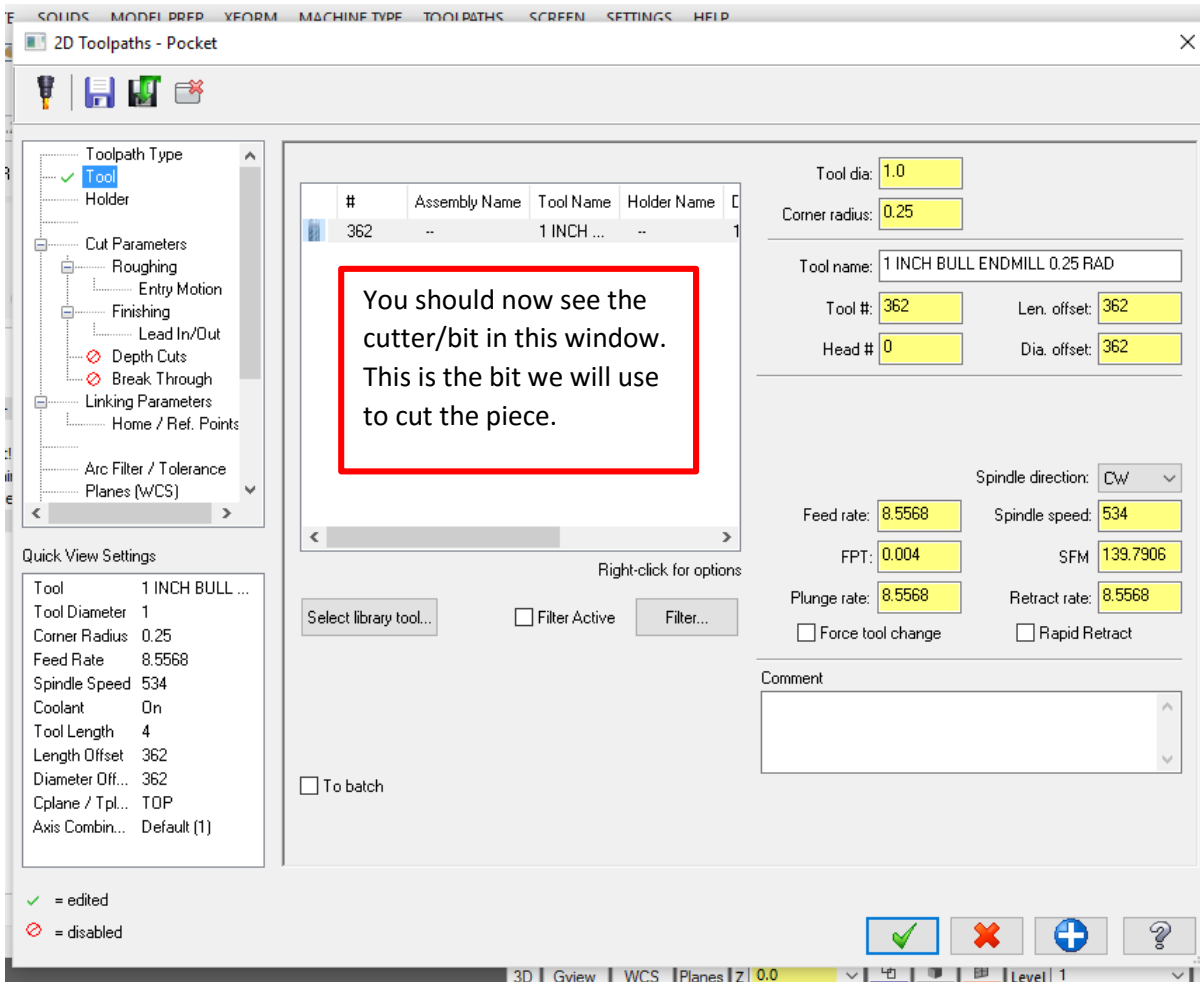 SOLIDS MODEL PREP XFORM MACHINE TYPE TOOLPATHS SCREEN SETTINGS HELP
2D Toolpaths - Pocket
Toolpath Type
Tool
Holder
Cut Parameters
Roughing
Entry Motion
Finishing
Lead In/Out
Depth Cuts
Break Through
Linking Parameters
Home / Ref. Points
Arc Filter / Tolerance
Planes (WCS)
Quick View Settings
Tool 1 INCH BULL ...
Tool Diameter 1
Corner Radius 0.25
Feed Rate 8.5568
Spindle Speed 534
Coolant On
Tool Length 4
Length Offset 362
Diameter Off... 362
Cplane / Tpl... TOP
Axis Combin... Default (1)
= edited
= disabled
# Assembly Name Tool Name Holder Name
362 -- 1 INCH ... -- 1
You should now see the
cutter/bit in this window.
This is the bit we will use
to cut the piece.
Right-click for options
Select library tool... Filter Active Filter...
To batch
Tool dia: 1.0
Corner radius: 0.25
Tool name: 1 INCH BULL ENDMILL 0.25 RAD
Tool #: 362 Len. offset: 362
Head # 0 Dia. offset: 362
Spindle direction: CW
Feed rate: 8.5568 Spindle speed: 534
FPT: 0.004 SFM 139.7906
Plunge rate: 8.5568 Retract rate: 8.5568
Force tool change Rapid Retract
Comment
3D Gview WCS Planes Z 0.0 Level 1